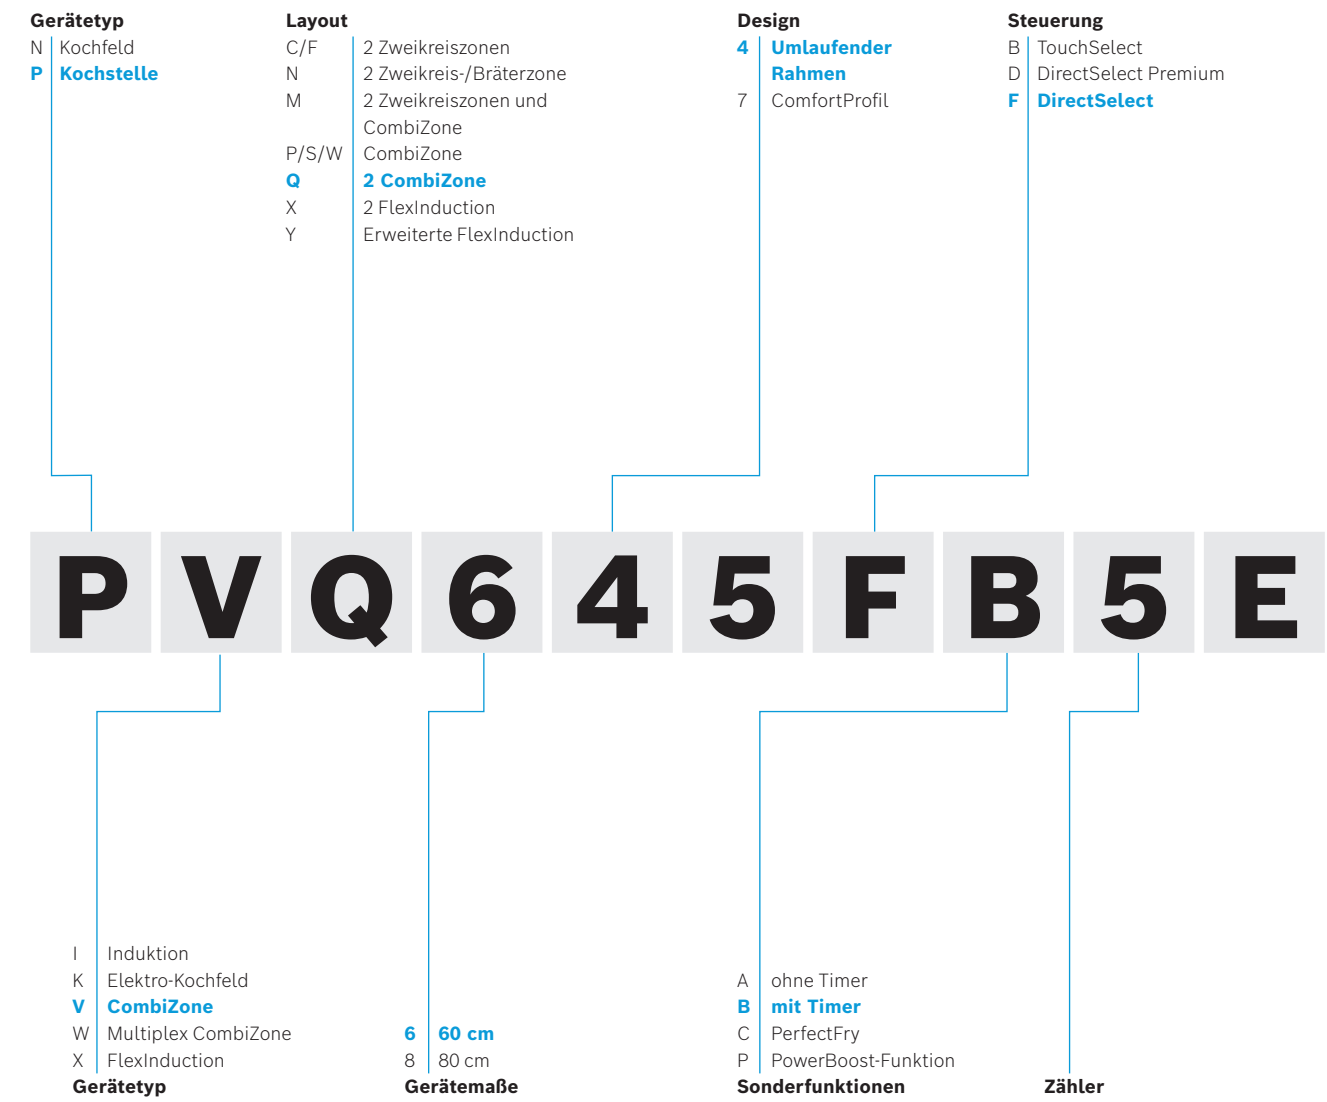 Gerätetyp
N Kochfeld
P Kochstelle
Layout
C/F 2 Zweikreiszonen
N 2 Zweikreis-/Bräterzone
M 2 Zweikreiszonen und
CombiZone
P/S/W CombiZone
Q 2 CombiZone
X 2 FlexInduction
Y Erweiterte FlexInduction
Design
4 Umlaufender
Rahmen
7 ComfortProfil
Steuerung
B TouchSelect
D DirectSelect Premium
F DirectSelect
P V Q 6 4 5 F B 5 E
I Induktion
K Elektro-Kochfeld
V CombiZone
W Multiplex CombiZone
X FlexInduction
Gerätetyp
6 60 cm
8 80 cm
Gerätemaße
A ohne Timer
B mit Timer
C PerfectFry
P PowerBoost-Funktion
Sonderfunktionen
Zähler